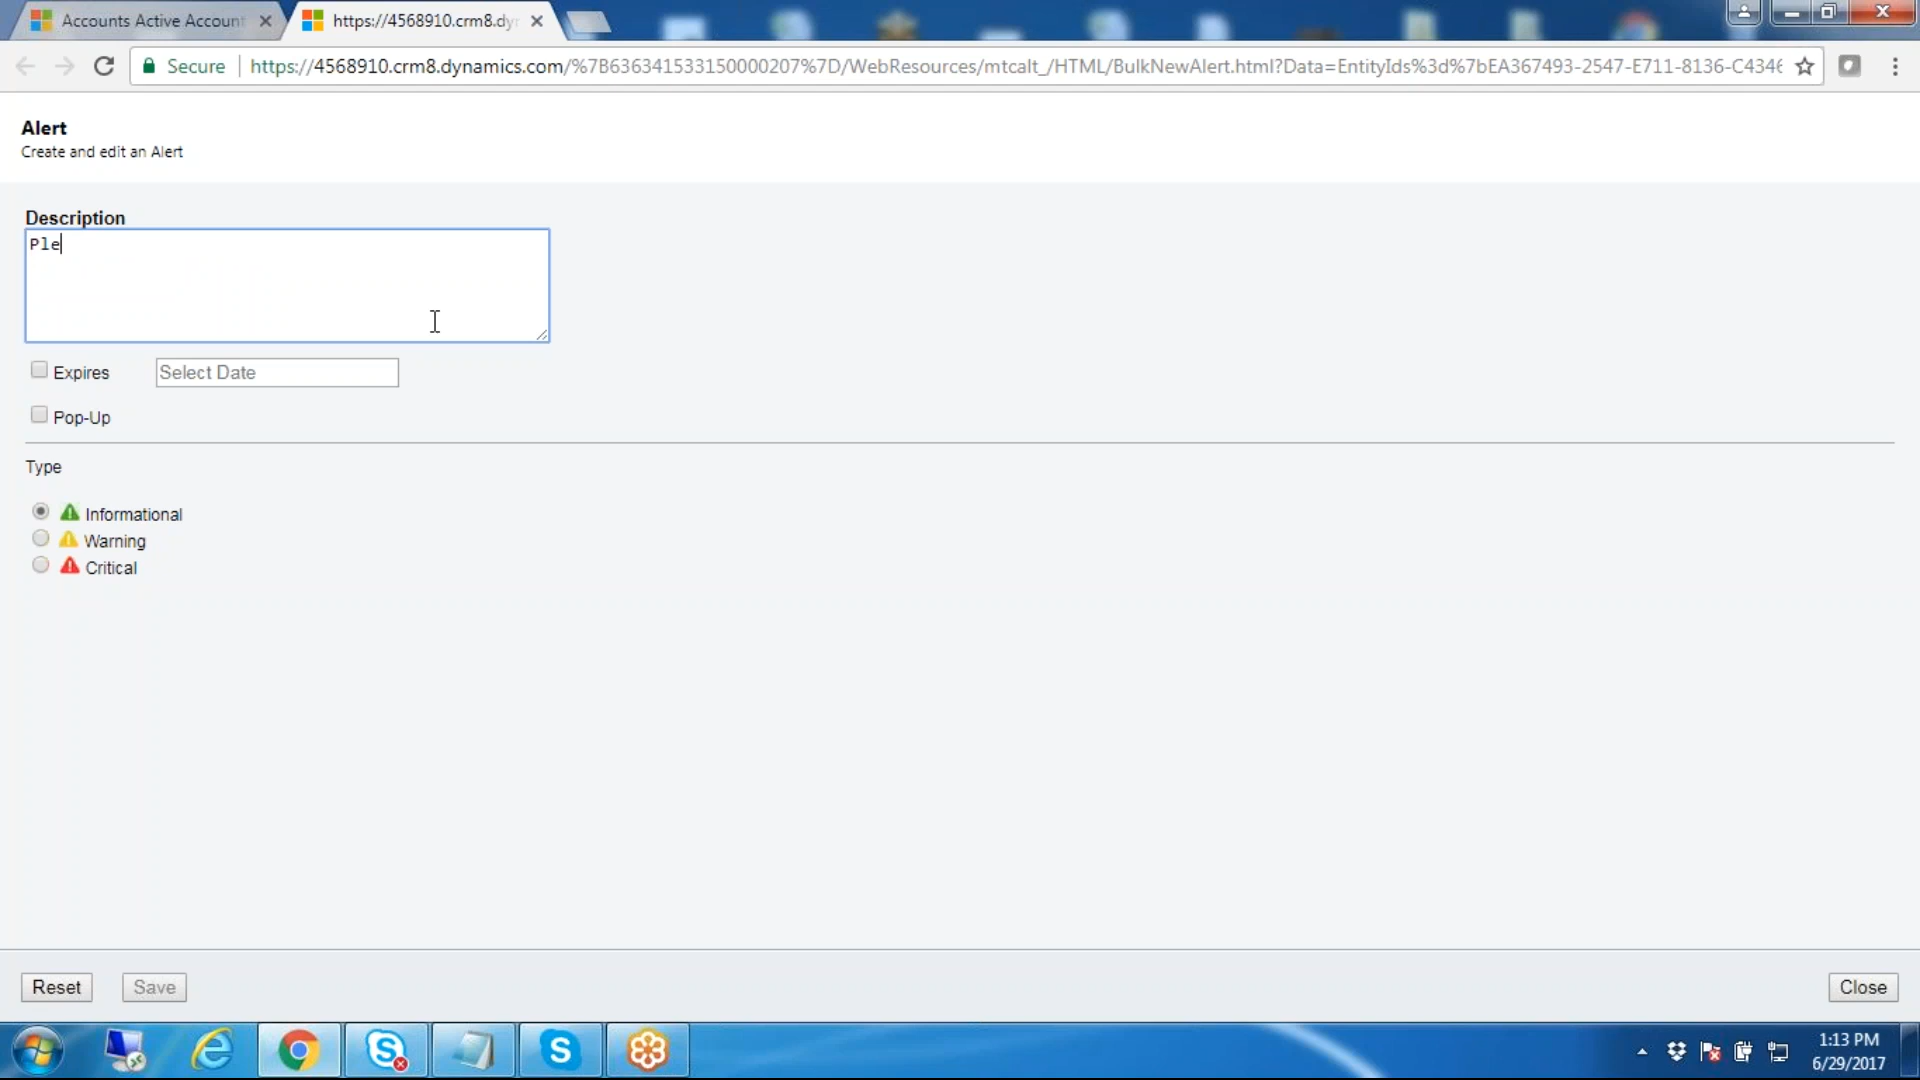 Accounts Active Account
https://4568910.crm8.dy
Secure
https://4568910.crm8.dynamics.com/%7B636341533150000207%7D/WebResources/mtcalt_/HTML/BulkNewAlert.html?Data=EntityIds%3d%7bEA367493-2547-E711-8136-C4346
Alert
Create and edit an Alert
Description
Ple
Expires
Select Date
Pop-Up
Type
Informational
Warning
Critical
Reset
Save
Close
1:13 PM
6/29/2017